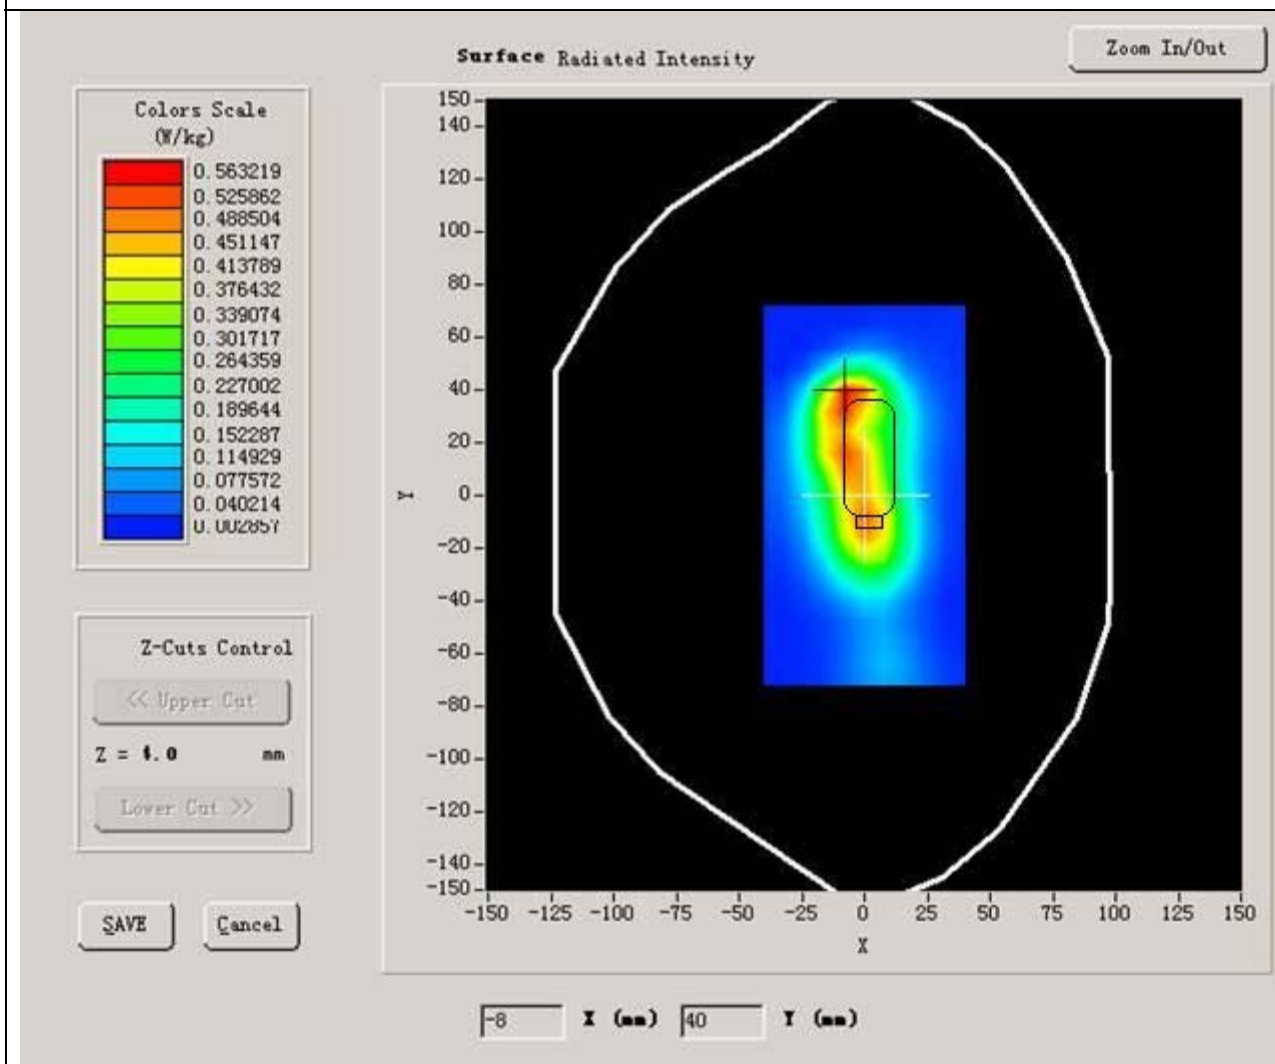 Surface Radiated Intensity
Zoom In/Out
Colors Scale
(W/kg)
0.563219
0.525862
0.488504
0.451147
0.413789
0.376432
0.339074
0.301717
0.264359
0.227002
0.189644
0.152287
0.114929
0.077572
0.040214
0.002857
Z-Cuts Control
<< Upper Cut
Z = 4.0 mm
Lower Cut >>
SAVE Cancel
150
140
120
100
80
60
40
20
0
-20
-40
-60
-80
-100
-120
-140
-150
Y
-150 -125 -100 -75 -50 -25 0 25 50 75 100 125 150
X
-8 X (mm) 40 Y (mm)